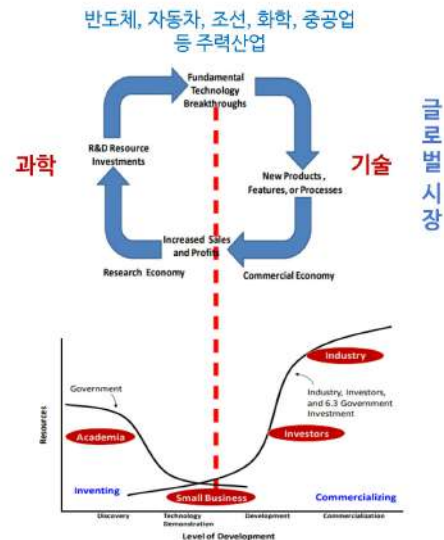 반도체, 자동차, 조선, 화학, 중공업
등 주력산업
Fundamental
Technology
Breakthroughs
글로벌 시장
과학
R&D Resource
Investments
기술
New Products,
Features, or Processes
Increased Sales
and Profits
Research Economy
Commercial Economy
Industry
Government
Industry, Investors,
and 6.3 Government
Investment
Resources
Academia
Investors
Inventing
Small Business
Commercializing
Discovery
Technology
Demonstration
Development
Commercialization
Level of Development